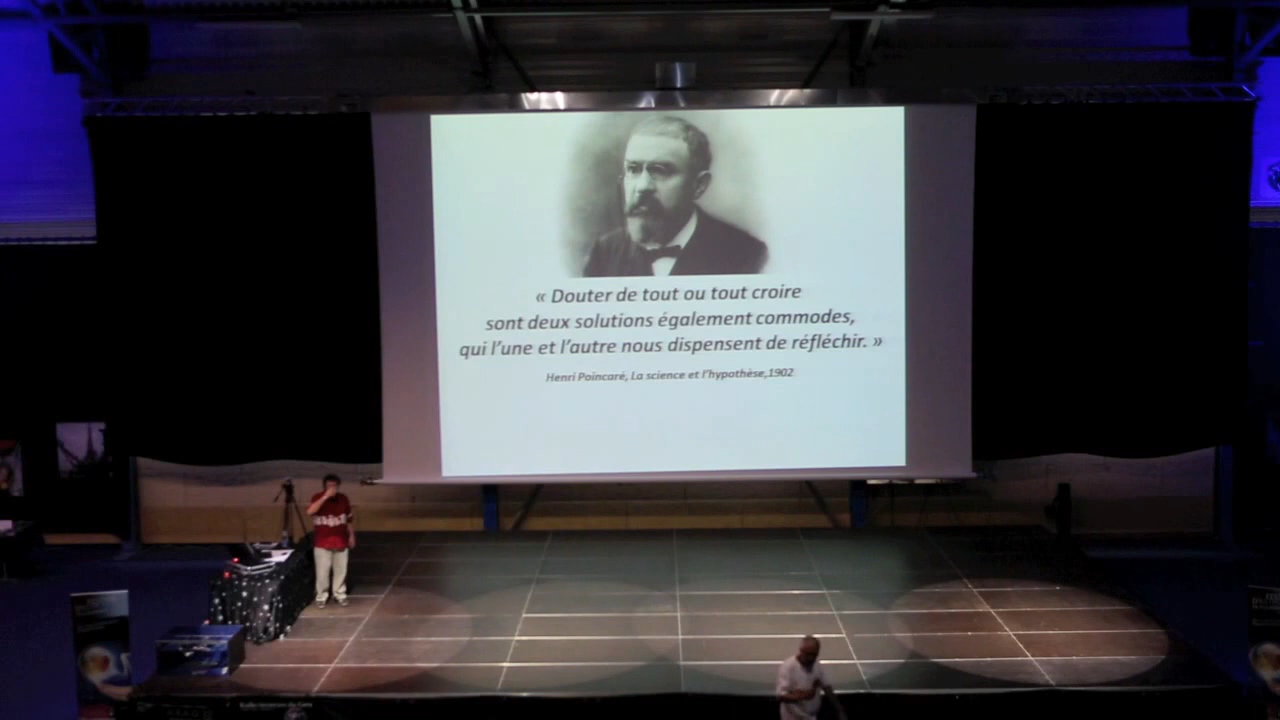 « Douter de tout ou tout croire
sont deux solutions également commodes,
qui l'une et l'autre nous dispensent de réfléchir. »
Henri Poincaré, La science et l'hypothèse,1902